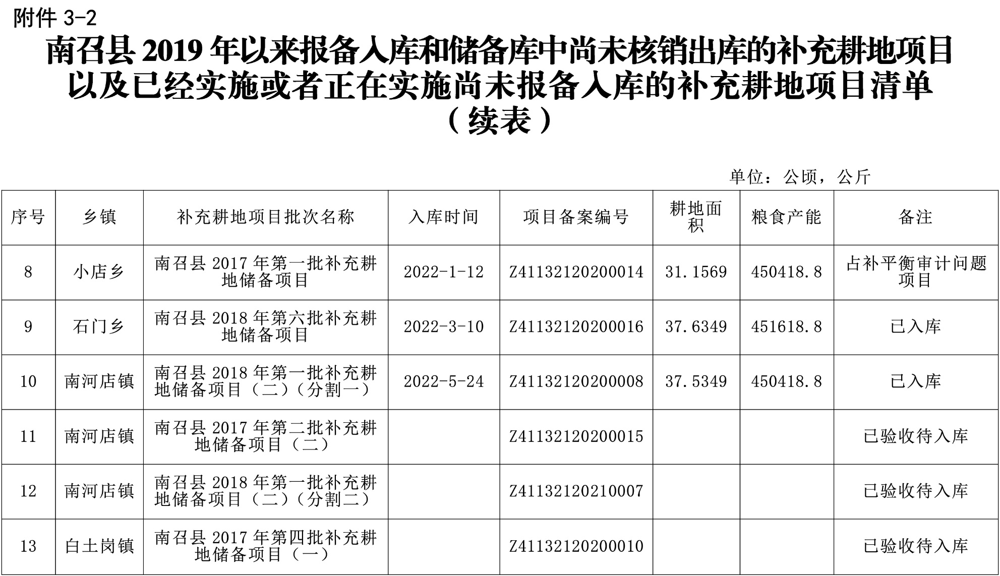 附件 3-2
南召县 2019 年以来报备入库和储备库中尚未核销出库的补充耕地项目
以及已经实施或者正在实施尚未报备入库的补充耕地项目清单
（续表）
单位：公顷，公斤
序号 乡镇 补充耕地项目批次名称 入库时间 项目备案编号 耕地面积 粮食产能 备注
8 小店乡 南召县 2017 年第一批补充耕地储备项目 2022-1-12 Z41132120200014 31.1569 450418.8 占补平衡审计问题项目
9 石门乡 南召县 2018 年第六批补充耕地储备项目 2022-3-10 Z41132120200016 37.6349 451618.8 已入库
10 南河店镇 南召县 2018 年第一批补充耕地储备项目（二）（分割一） 2022-5-24 Z41132120200008 37.5349 450418.8 已入库
11 南河店镇 南召县 2017 年第二批补充耕地储备项目（二） Z41132120200015 已验收待入库
12 南河店镇 南召县 2018 年第一批补充耕地储备项目（二）（分割二） Z41132120210007 已验收待入库
13 白土岗镇 南召县 2017 年第四批补充耕地储备项目（一） Z41132120200010 已验收待入库